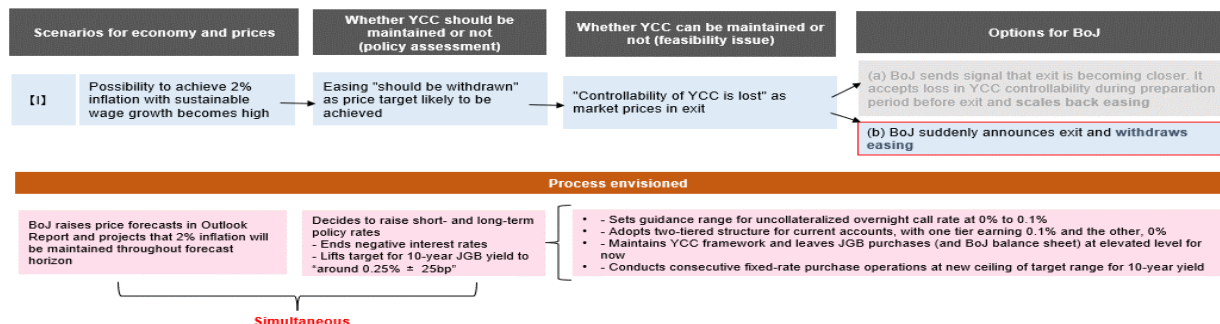 Scenarios for economy and prices
Whether YCC should be
maintained or not
(policy assessment)
Whether YCC can be maintained or
not (feasibility issue)
Options for BoJ
【I】
Possibility to achieve 2%
inflation with sustainable
wage growth becomes high
Easing "should be withdrawn"
as price target likely to be
achieved
"Controllability of YCC is lost" as
market prices in exit
(a) BoJ sends signal that exit is becoming closer. It
accepts loss in YCC controllability during preparation
period before exit and scales back easing
(b) BoJ suddenly announces exit and withdraws
easing
Process envisioned
BoJ raises price forecasts in Outlook
Report and projects that 2% inflation will
be maintained throughout forecast
horizon
Decides to raise short- and long-term
policy rates
- Ends negative interest rates
- Lifts target for 10-year JGB yield to
“around 0.25% ± 25bp”
• - Sets guidance range for uncollateralized overnight call rate at 0% to 0.1%
• - Adopts two-tiered structure for current accounts, with one tier earning 0.1% and the other, 0%
• - Maintains YCC framework and leaves JGB purchases (and BoJ balance sheet) at elevated level for
now
• - Conducts consecutive fixed-rate purchase operations at new ceiling of target range for 10-year yield
Simultaneous